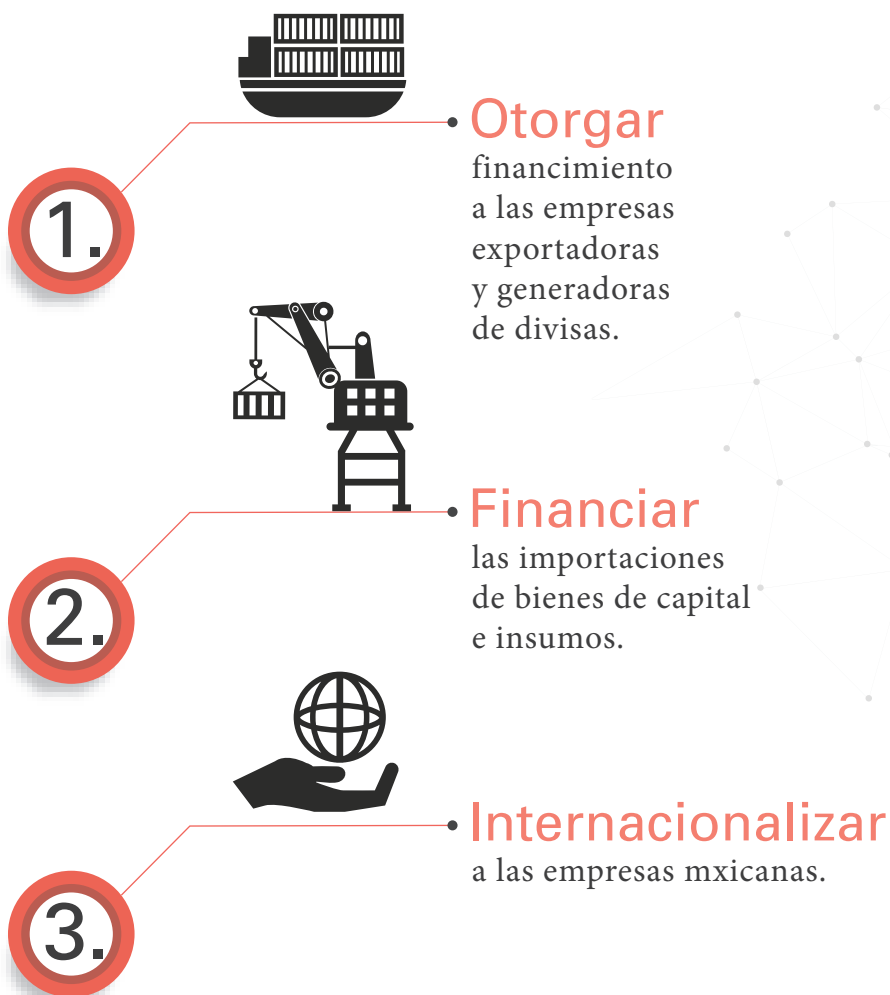 1.
Otorgar
financimiento
a las empresas
exportadoras
y generadoras
de divisas.
2.
Financiar
las importaciones
de bienes de capital
e insumos.
3.
Internacionalizar
a las empresas mxicanas.